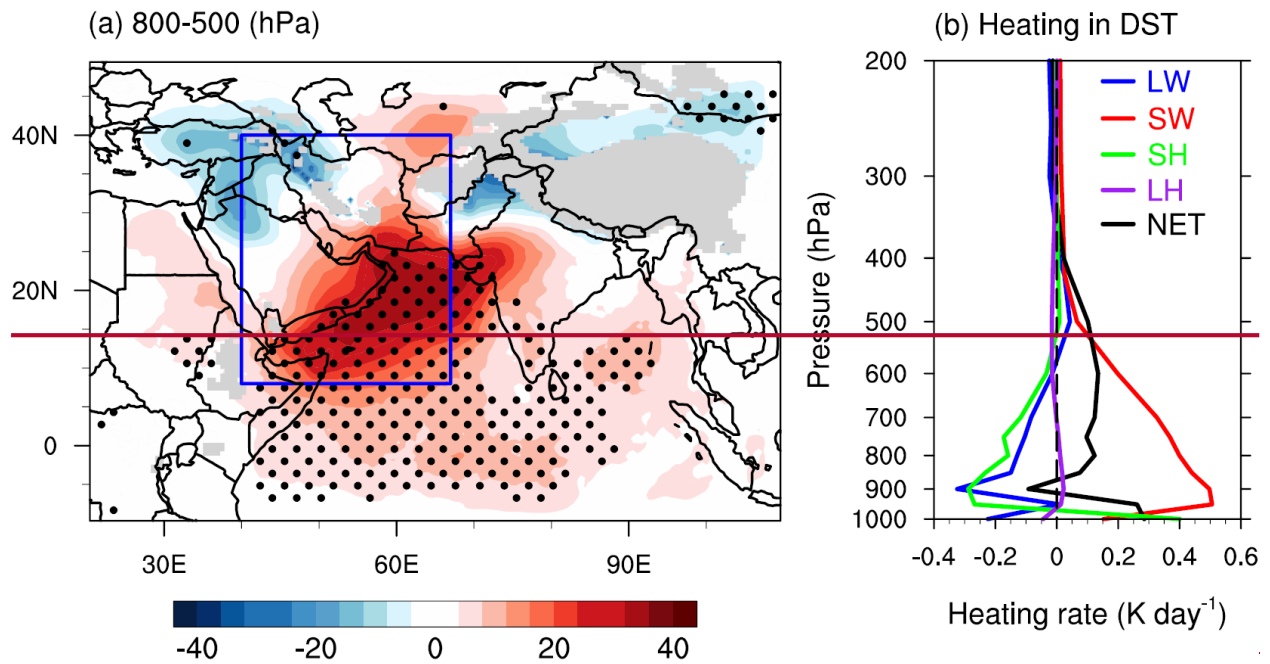 (a) 800-500 (hPa)
40N
20N
0
30E
60E
90E
-40
-20
0
20
40
(b) Heating in DST
Pressure (hPa)
200
300
400
500
600
700
800
900
1000
LW
SW
SH
LH
NET
-0.4
-0.2
0
0.2
0.4
0.6
Heating rate (K day⁻¹)